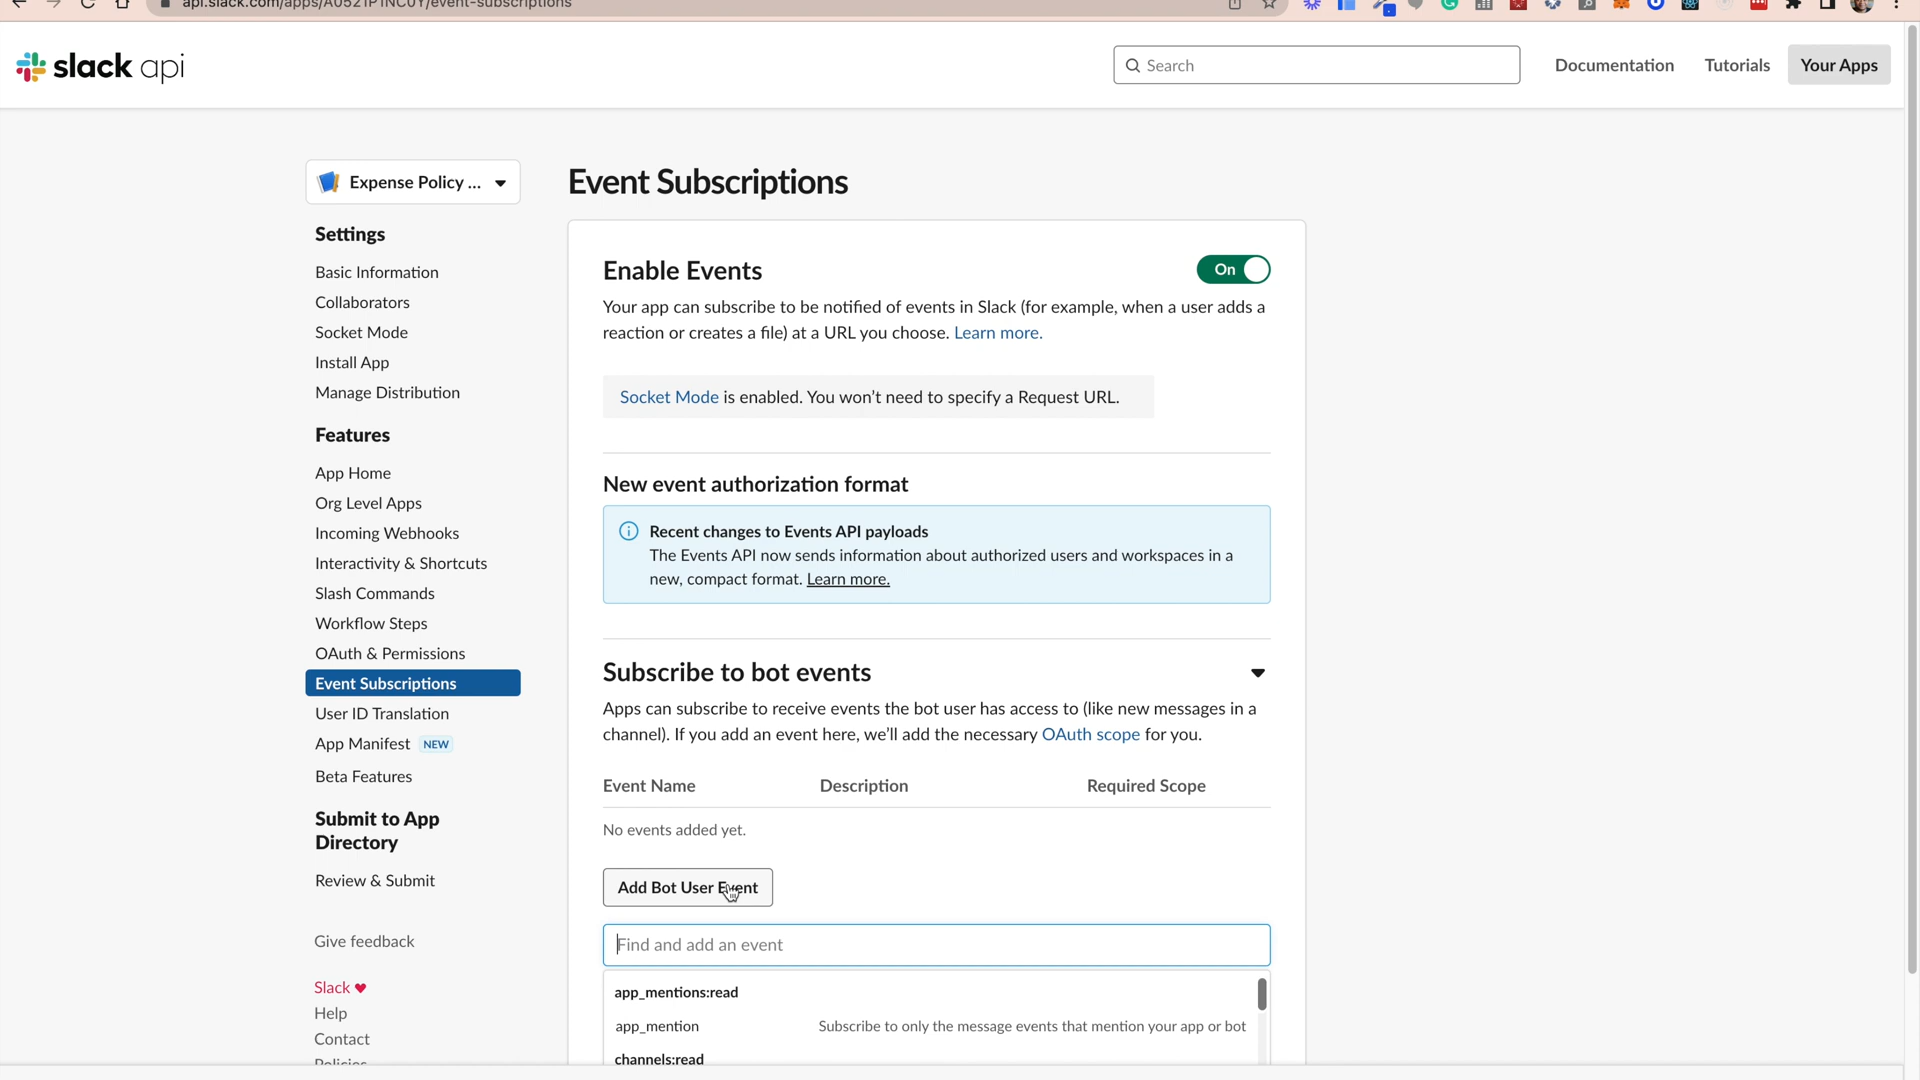 api.slack.com/apps/A0521P1NC0Y/event-subscriptions
slack api
Search
Documentation
Tutorials
Your Apps
Expense Policy ...
Event Subscriptions
Settings
Basic Information
Collaborators
Socket Mode
Install App
Manage Distribution
Features
App Home
Org Level Apps
Incoming Webhooks
Interactivity & Shortcuts
Slash Commands
Workflow Steps
OAuth & Permissions
Event Subscriptions
User ID Translation
App Manifest NEW
Beta Features
Submit to App
Directory
Review & Submit
Give feedback
Slack
Help
Contact
Policies
Enable Events
On
Your app can subscribe to be notified of events in Slack (for example, when a user adds a
reaction or creates a file) at a URL you choose. Learn more.
Socket Mode is enabled. You won’t need to specify a Request URL.
New event authorization format
Recent changes to Events API payloads
The Events API now sends information about authorized users and workspaces in a
new, compact format. Learn more.
Subscribe to bot events
Apps can subscribe to receive events the bot user has access to (like new messages in a
channel). If you add an event here, we’ll add the necessary OAuth scope for you.
Event Name
Description
Required Scope
No events added yet.
Add Bot User Event
Find and add an event
app_mentions:read
app_mention
Subscribe to only the message events that mention your app or bot
channels:read